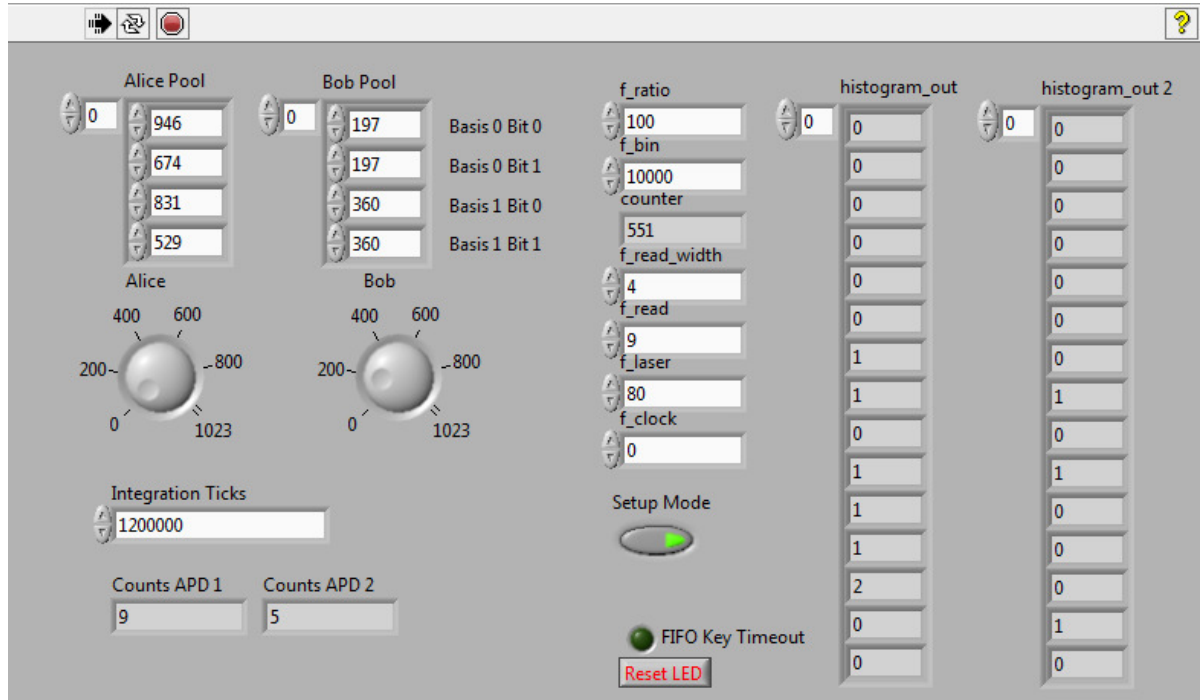 ?
Alice Pool
0
946
674
831
529
Bob Pool
0
197
197
360
360
Basis 0 Bit 0
Basis 0 Bit 1
Basis 1 Bit 0
Basis 1 Bit 1
Alice
0
200
400
600
800
1023
Bob
0
200
400
600
800
1023
Integration Ticks
1200000
Counts APD 1
9
Counts APD 2
5
f_ratio
100
f_bin
10000
counter
551
f_read_width
4
f_read
9
f_laser
80
f_clock
0
Setup Mode
FIFO Key Timeout
Reset LED
histogram_out
0
0
0
0
0
0
0
1
1
0
1
1
1
2
0
0
histogram_out 2
0
0
0
0
0
0
0
0
1
0
1
0
0
0
1
0